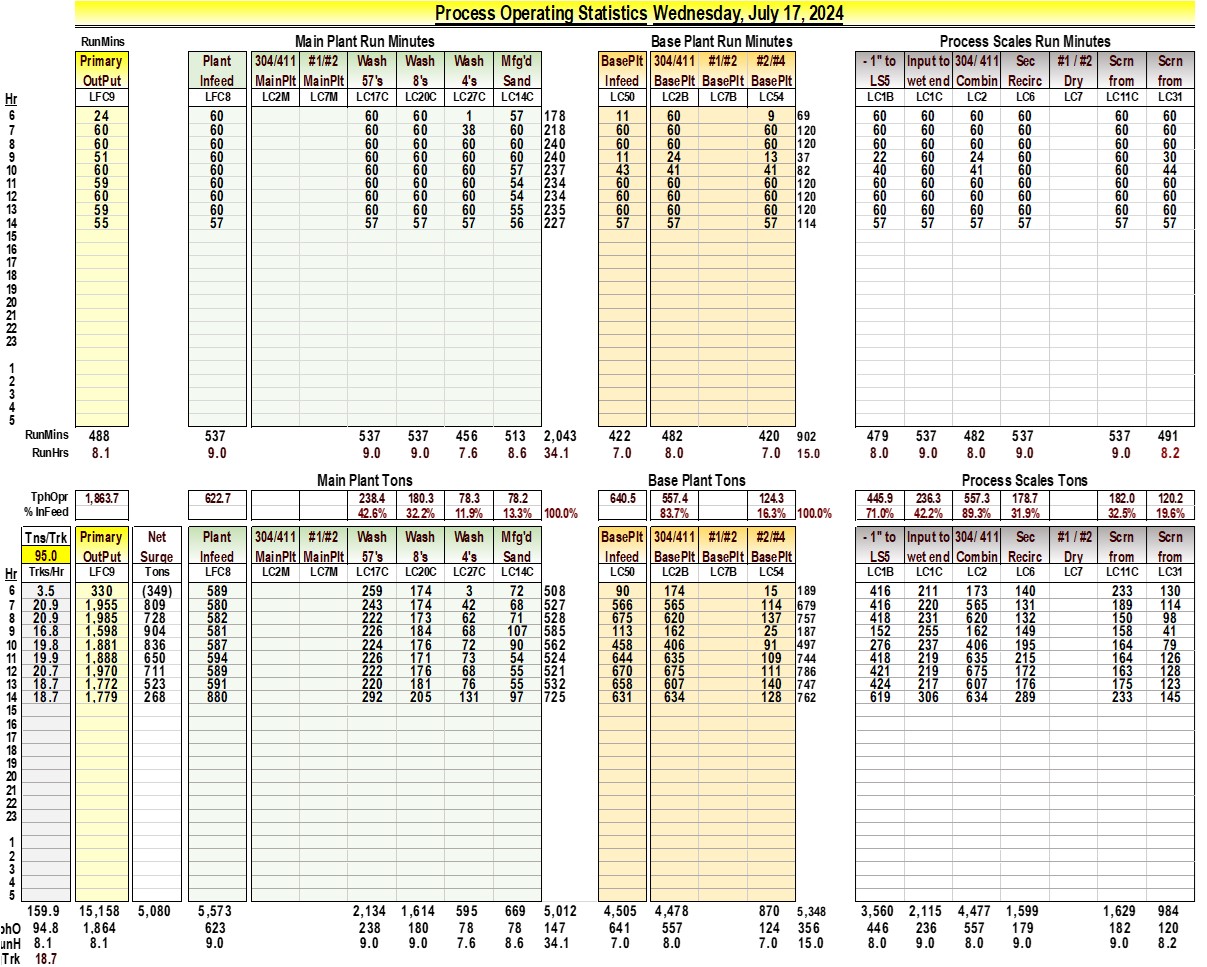 Process Operating Statistics Wednesday, July 17, 2024
RunMins Main Plant Run Minutes Base Plant Run Minutes Process Scales Run Minutes
Primary Plant 304/411 #1/#2 Wash Wash Wash Mfg'd BasePlt 304/411 #1/#2 #2/#4 - 1" to Input to 304/ 411 Sec #1 / #2 Scrn Scrn
OutPut Infeed MainPlt MainPlt 57's 8's 4's Sand Infeed BasePlt BasePlt BasePlt LS5 wet end Combin Recirc Dry from from
Hr LFC9 LFC8 LC2M LC7M LC17C LC20C LC27C LC14C LC50 LC2B LC7B LC54 LC1B LC1C LC2 LC6 LC7 LC11C LC31
6 24 60 60 60 1 57 178 11 60 9 69 60 60 60 60 60 60
7 60 60 60 60 38 60 218 60 60 60 120 60 60 60 60 60 60
8 60 60 60 60 60 60 240 60 60 60 120 60 60 60 60 60 60
9 51 60 60 60 60 60 240 11 24 13 37 22 60 24 60 60 30
10 60 60 60 60 60 57 237 43 41 41 82 40 60 41 60 60 44
11 59 60 60 60 60 54 234 60 60 60 120 60 60 60 60 60 60
12 60 60 60 60 60 54 234 60 60 60 120 60 60 60 60 60 60
13 59 60 60 60 60 55 235 60 60 60 120 60 60 60 60 60 60
14 55 57 57 57 57 56 227 57 57 57 114 57 57 57 57 57 57
15
16
17
18
19
20
21
22
23
1
2
3
4
5
RunMins 488 537 537 537 456 513 2,043 422 482 420 902 479 537 482 537 537 491
RunHrs 8.1 9.0 9.0 9.0 7.6 8.6 34.1 7.0 8.0 7.0 15.0 8.0 9.0 8.0 9.0 9.0 8.2
Main Plant Tons Base Plant Tons Process Scales Tons
TphOpr 1,863.7 622.7 238.4 180.3 78.3 78.2 640.5 557.4 124.3 445.9 236.3 557.3 178.7 182.0 120.2
% InFeed 42.6% 32.2% 11.9% 13.3% 100.0% 83.7% 16.3% 100.0% 71.0% 42.2% 89.3% 31.9% 32.5% 19.6%
Tns/Trk Primary Net Plant 304/411 #1/#2 Wash Wash Wash Mfg'd BasePlt 304/411 #1/#2 #2/#4 - 1" to Input to 304/ 411 Sec #1 / #2 Scrn Scrn
95.0 OutPut Surge Infeed MainPlt MainPlt 57's 8's 4's Sand Infeed BasePlt BasePlt BasePlt LS5 wet end Combin Recirc Dry from from
Hr Trks/Hr LFC9 Tons LFC8 LC2M LC7M LC17C LC20C LC27C LC14C LC50 LC2B LC7B LC54 LC1B LC1C LC2 LC6 LC7 LC11C LC31
6 3.5 330 (349) 589 259 174 3 72 508 90 174 15 189 416 211 173 140 233 130
7 20.9 1,955 809 580 243 174 42 68 527 566 565 114 679 416 220 565 131 189 114
8 20.9 1,985 728 582 222 173 62 71 528 675 620 137 757 418 231 620 132 150 98
9 16.8 1,598 904 581 226 184 68 107 585 113 162 25 187 152 255 162 149 158 41
10 19.8 1,881 836 587 224 176 72 90 562 458 406 91 497 276 237 406 195 164 79
11 19.9 1,888 650 594 226 171 73 54 524 644 635 109 744 418 219 635 215 164 126
12 20.7 1,970 711 589 222 176 68 55 521 670 675 111 786 421 219 675 172 163 128
13 18.7 1,772 523 591 220 181 76 55 532 658 607 140 747 424 217 607 176 175 123
14 18.7 1,779 268 880 292 205 131 97 725 631 634 128 762 619 306 634 289 233 145
15
16
17
18
19
20
21
22
23
1
2
3
4
5
159.9 15,158 5,080 5,573 2,134 1,614 595 669 5,012 4,505 4,478 870 5,348 3,560 2,115 4,477 1,599 1,629 984
phO 94.8 1,864 623 238 180 78 78 147 641 557 124 356 446 236 557 179 182 120
unH 8.1 8.1 9.0 9.0 9.0 7.6 8.6 34.1 7.0 8.0 7.0 15.0 8.0 9.0 8.0 9.0 9.0 8.2
Trk 18.7